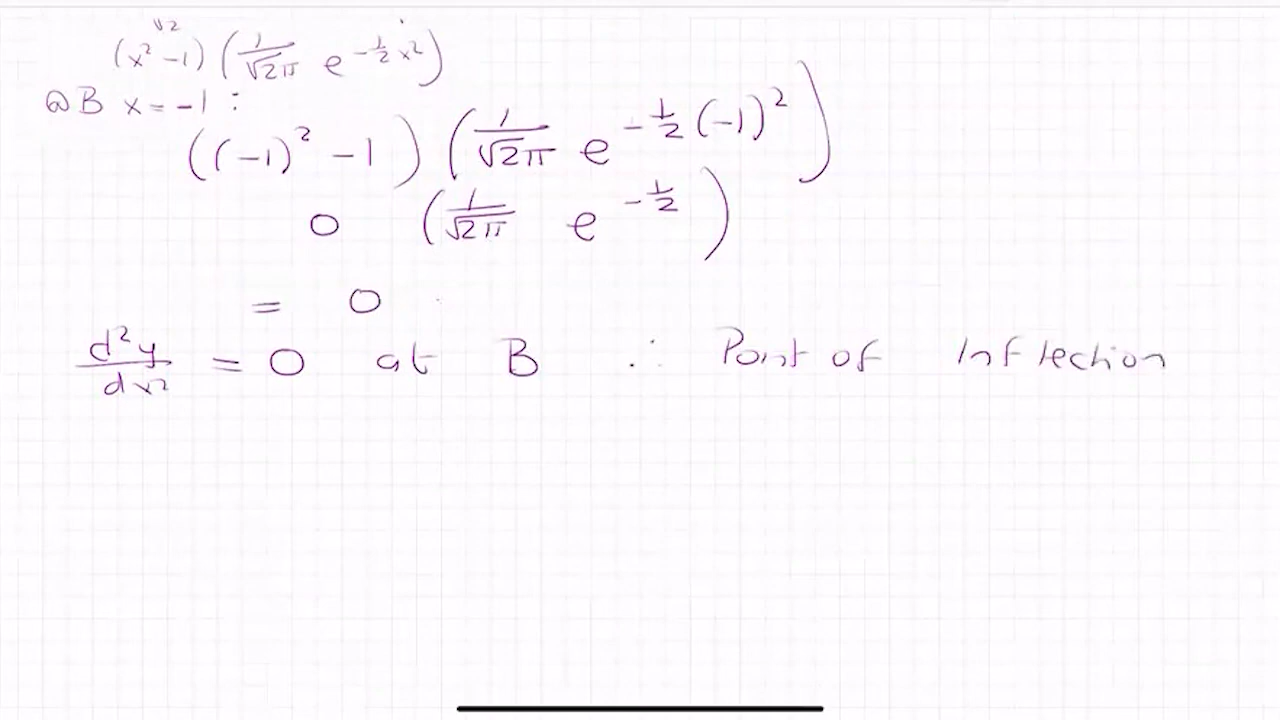 √2
(x² -1) (1/√2π e^-½x²)
@B x = -1 :
((-1)² -1) (1/√2π e^-½(-1)²)
0 (1/√2π e^-½)
= 0
d²y/dx² = 0 at B ∴ Point of Inflection